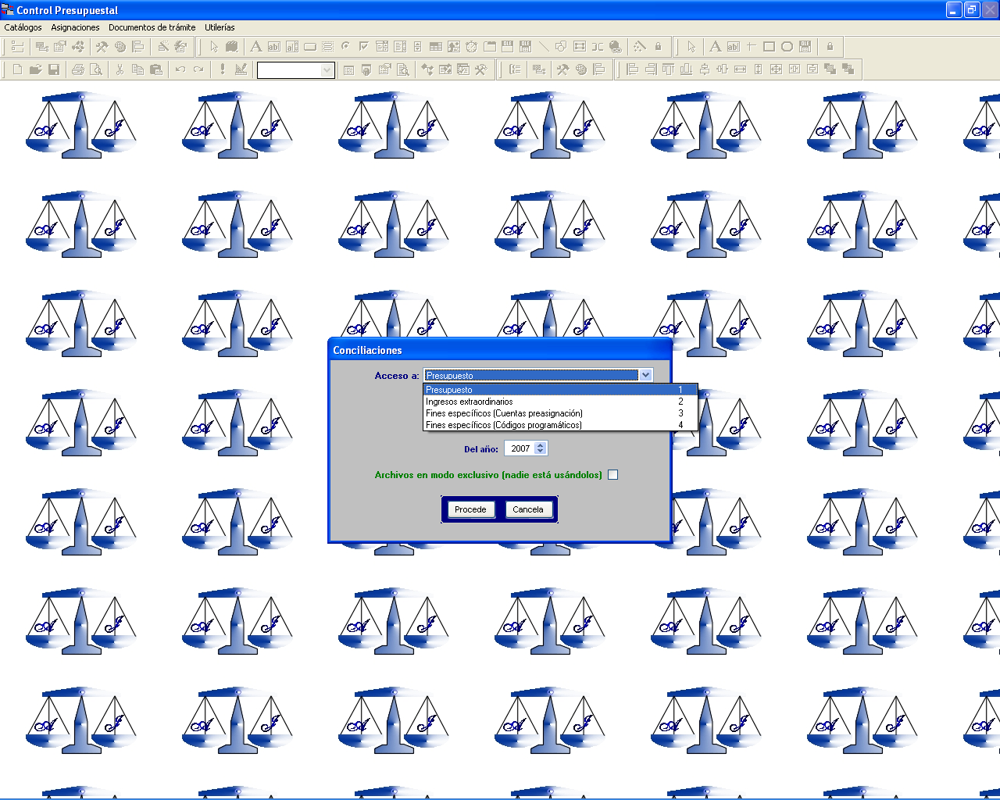 Control Presupuestal
Catálogos Asignaciones Documentos de trámite Utilerías
Conciliaciones
Acceso a: Presupuesto
Presupuesto 1
Ingresos extraordinarios 2
Fines específicos (Cuentas preasignación) 3
Fines específicos (Códigos programáticos) 4
Del año: 2007
Archivos en modo exclusivo (nadie está usándolos)
Procede Cancela